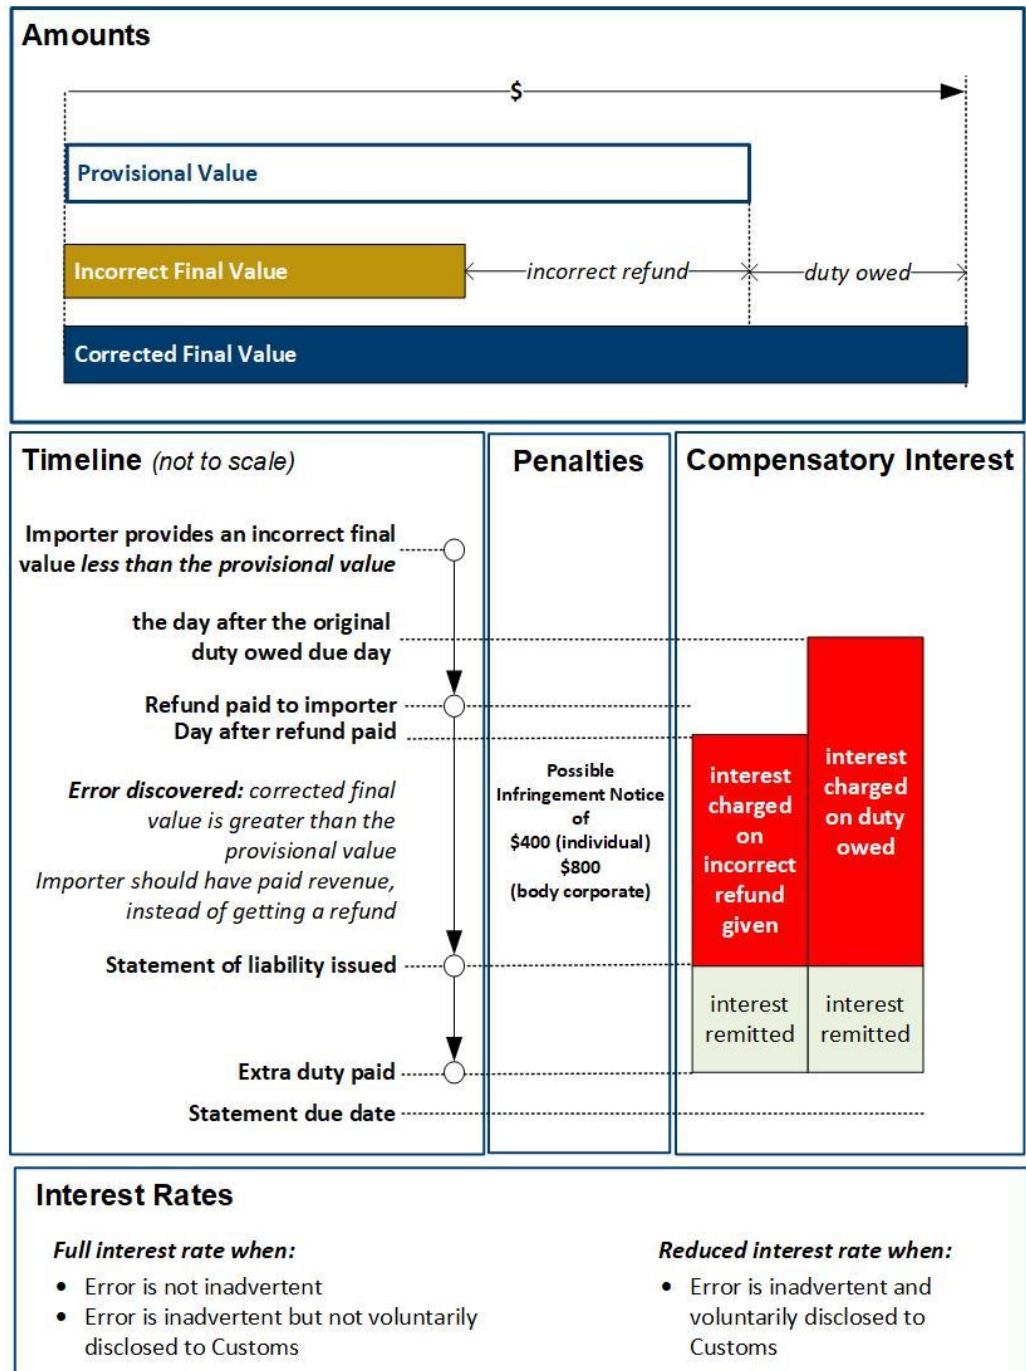 Amounts
$
Provisional Value
Incorrect Final Value
incorrect refund
duty owed
Corrected Final Value
Timeline (not to scale)
Importer provides an incorrect final
value less than the provisional value
the day after the original
duty owed due day
Refund paid to importer
Day after refund paid
Error discovered: corrected final
value is greater than the
provisional value
Importer should have paid revenue,
instead of getting a refund
Statement of liability issued
Extra duty paid
Statement due date
Penalties
Possible
Infringement Notice
of
$400 (individual)
$800
(body corporate)
Compensatory Interest
interest
charged
on
incorrect
refund
given
interest
charged
on duty
owed
interest
remitted
interest
remitted
Interest Rates
Full interest rate when:
• Error is not inadvertent
• Error is inadvertent but not voluntarily
disclosed to Customs
Reduced interest rate when:
• Error is inadvertent and
voluntarily disclosed to
Customs